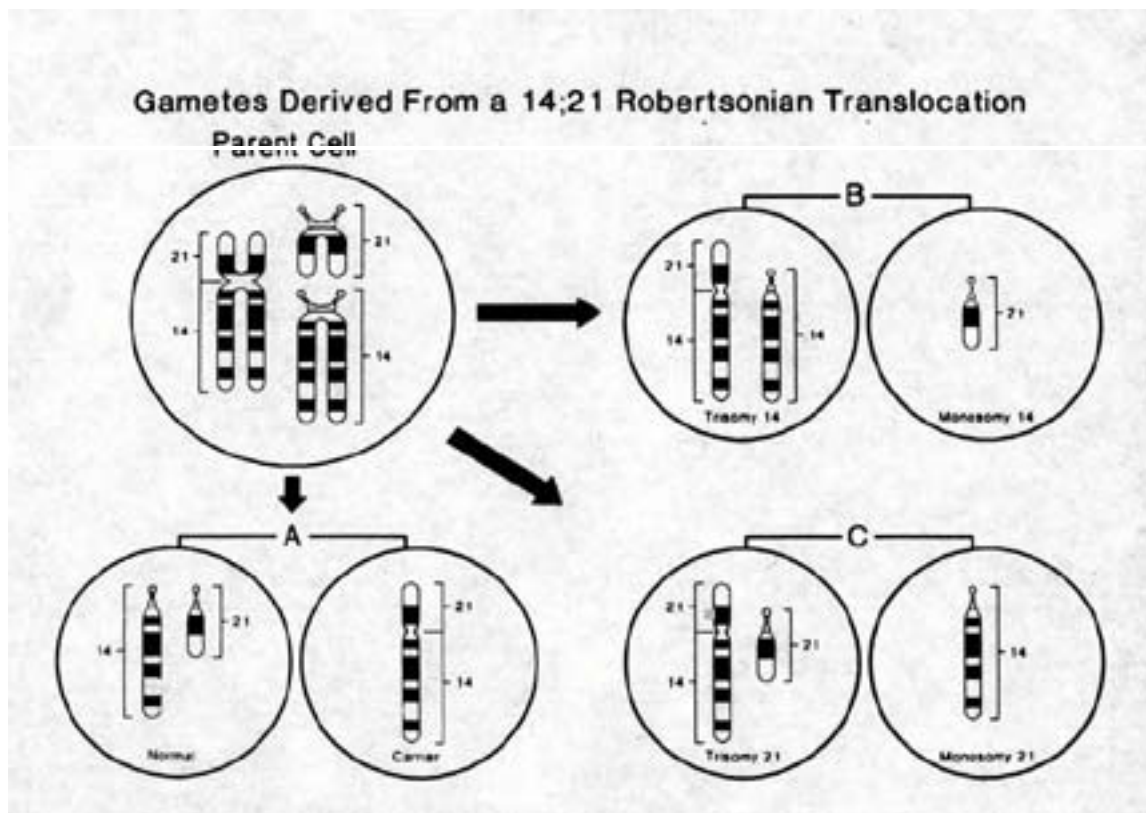 Gametes Derived From a 14;21 Robertsonian Translocation
Parent Cell
21
14
21
14
B
21
14
14
Trisomy 14
21
Monosomy 14
A
14
21
Normal
21
14
Carrier
C
21
14
21
Trisomy 21
14
Monosomy 21